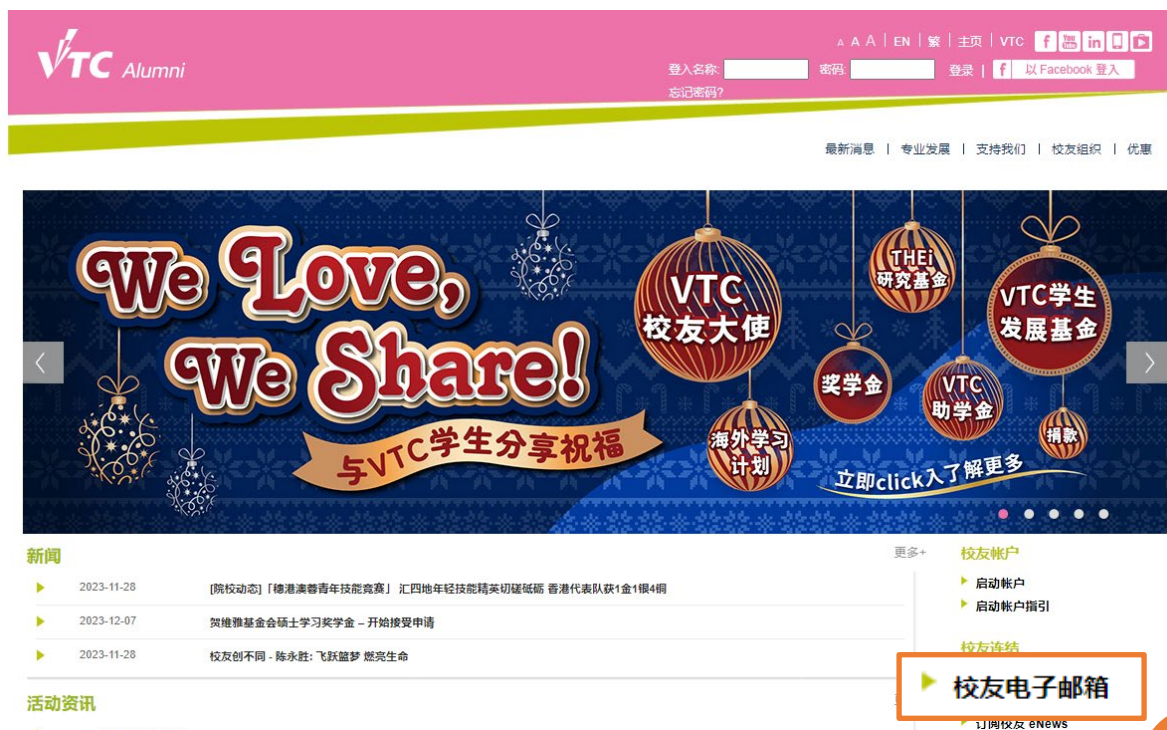 VTC Alumni
A A A | EN | 繁 | 主页 | VTC
登入名称: 密码: 登录 | f 以 Facebook 登入
忘记密码?
最新消息 | 专业发展 | 支持我们 | 校友组织 | 优惠
We Love,
We Share!
与VTC学生分享祝福
VTC
校友大使
THEi
研究基金
VTC学生
发展基金
奖学金
VTC
助学金
海外学习
计划
捐款
立即click入了解更多
新闻 更多+
2023-11-28 [院校动态]「穗港澳蓉青年技能竞赛」 汇四地年轻技能精英切磋砥砺 香港代表队获1金1银4铜
2023-12-07 贺维雅基金会硕士学习奖学金 – 开始接受申请
2023-11-28 校友创不同 - 陈永胜: 飞跃篮梦 燃亮生命
活动资讯
校友帐户
启动帐户
启动帐户指引
校友连结
校友电子邮箱
订阅校友 eNews